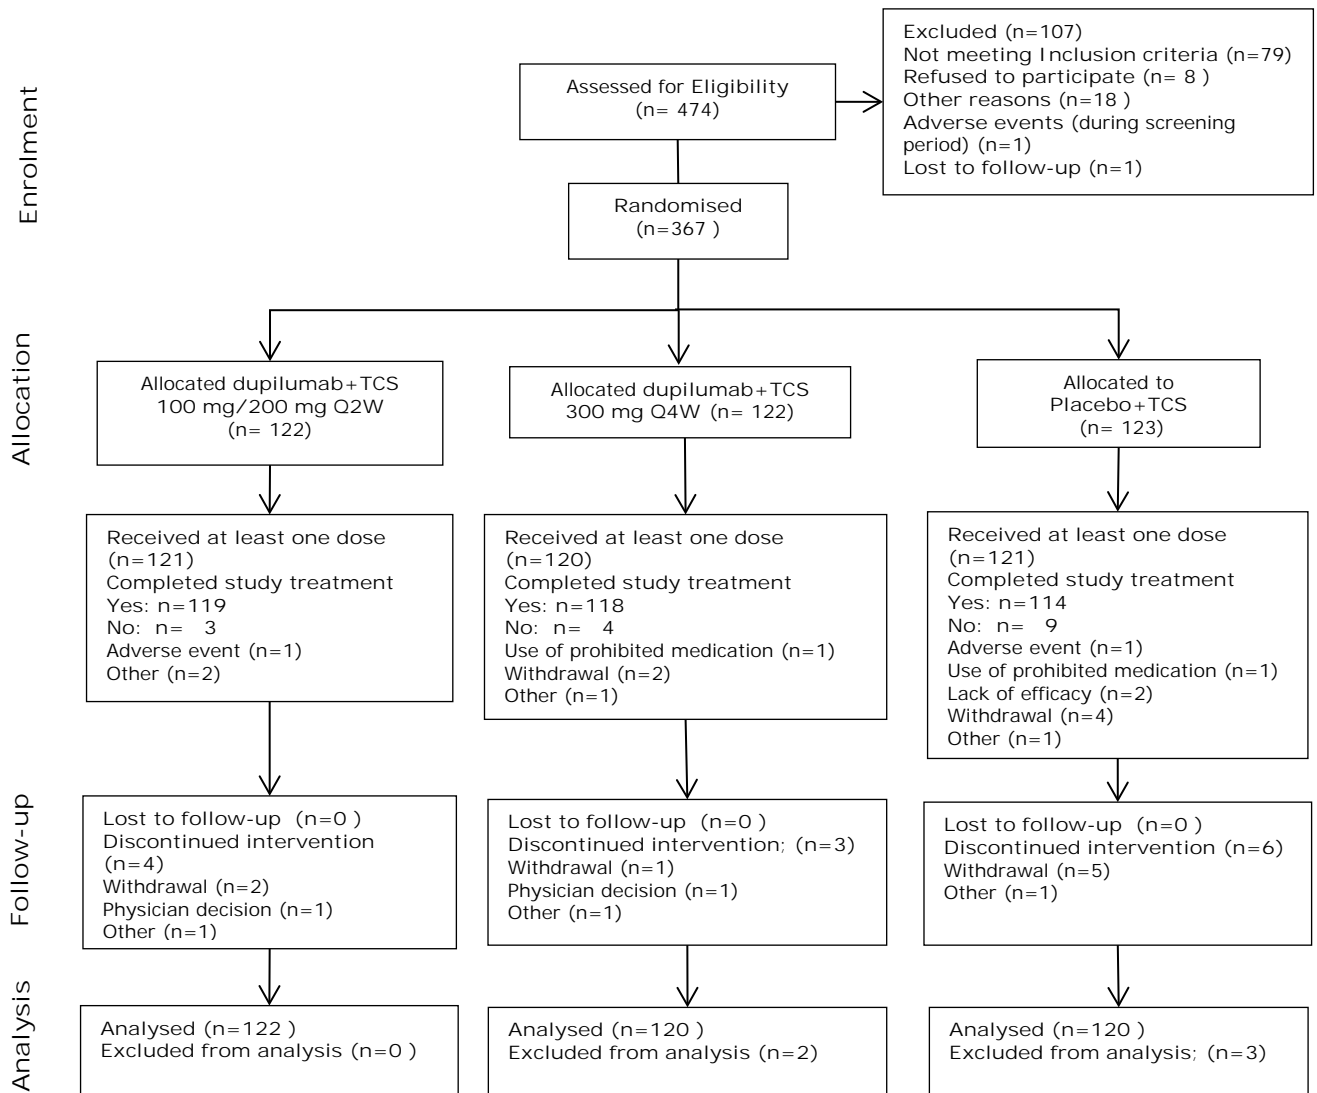 Enrolment
Assessed for Eligibility
(n= 474)
Excluded (n=107)
Not meeting Inclusion criteria (n=79)
Refused to participate (n= 8 )
Other reasons (n=18 )
Adverse events (during screening
period) (n=1)
Lost to follow-up (n=1)
Randomised
(n=367 )
Allocation
Allocated dupilumab+TCS
100 mg/200 mg Q2W
(n= 122)
Allocated dupilumab+TCS
300 mg Q4W (n= 122)
Allocated to
Placebo+TCS
(n= 123)
Received at least one dose
(n=121)
Completed study treatment
Yes: n=119
No:  n=   3
Adverse event (n=1)
Other (n=2)
Received at least one dose
(n=120)
Completed study treatment
Yes: n=118
No:  n=   4
Use of prohibited medication (n=1)
Withdrawal (n=2)
Other (n=1)
Received at least one dose
(n=121)
Completed study treatment
Yes: n=114
No:  n=   9
Adverse event (n=1)
Use of prohibited medication (n=1)
Lack of efficacy (n=2)
Withdrawal (n=4)
Other (n=1)
Follow-up
Lost to follow-up  (n=0 )
Discontinued intervention
(n=4)
Withdrawal (n=2)
Physician decision (n=1)
Other (n=1)
Lost to follow-up  (n=0 )
Discontinued intervention; (n=3)
Withdrawal (n=1)
Physician decision (n=1)
Other (n=1)
Lost to follow-up  (n=0 )
Discontinued intervention (n=6)
Withdrawal (n=5)
Other (n=1)
Analysis
Analysed (n=122 )
Excluded from analysis (n=0 )
Analysed (n=120 )
Excluded from analysis (n=2)
Analysed (n=120 )
Excluded from analysis; (n=3)